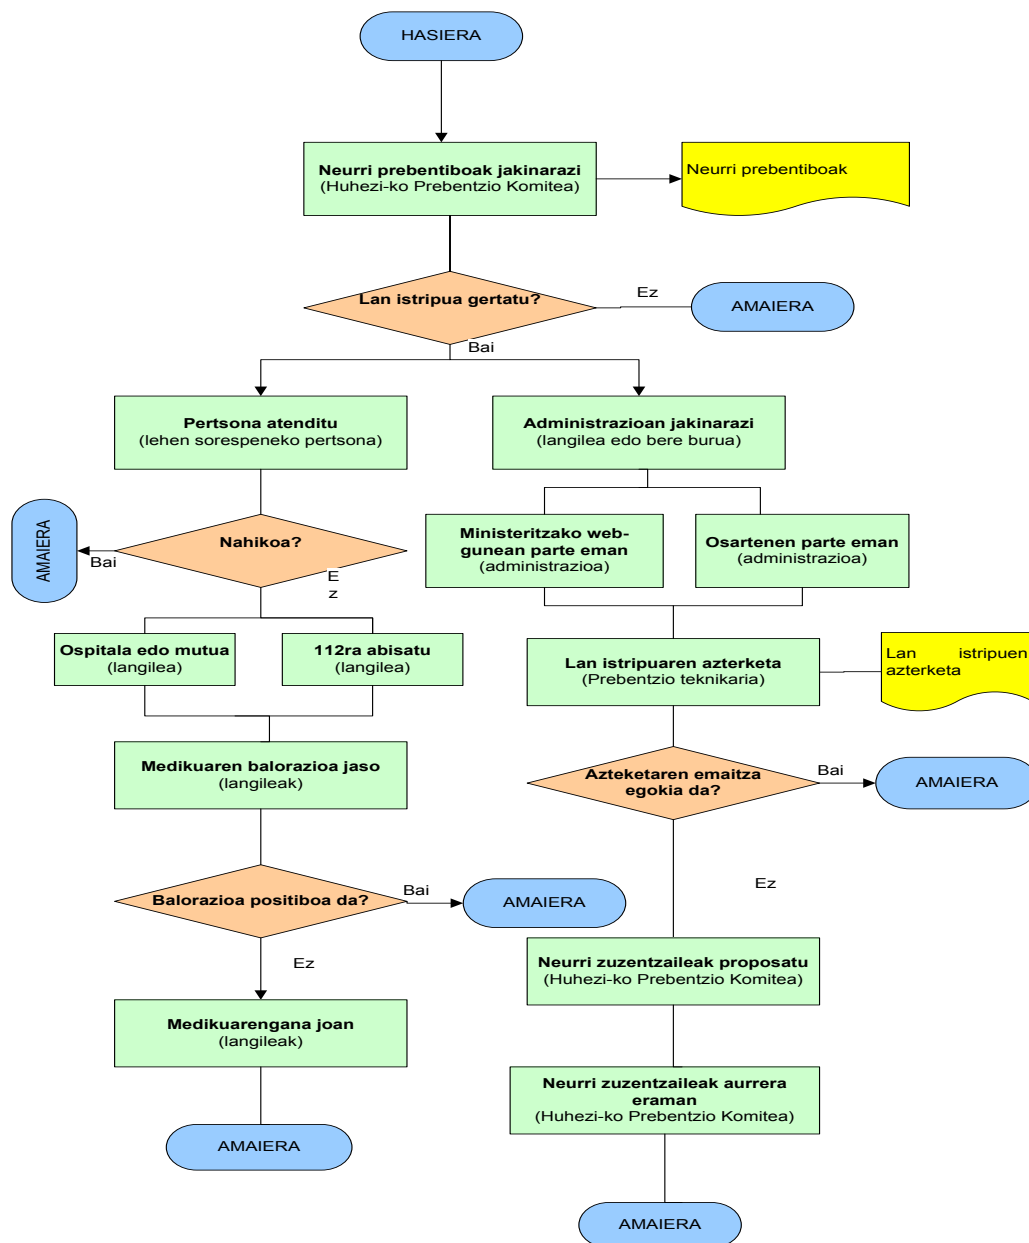 HASIERA
Neurri prebentiboak jakinarazi
(Huhezi-ko Prebentzio Komitea)
Neurri prebentiboak
Lan istripua gertatu?
Ez
AMAIERA
Bai
Pertsona atenditu
(lehen sorespeneko pertsona)
Administrazioan jakinarazi
(langilea edo bere burua)
AMAIERA
Bai
Nahikoa?
E
z
Ministeritzako web-
gunean parte eman
(administrazioa)
Osartenen parte eman
(administrazioa)
Ospitala edo mutua
(langilea)
112ra abisatu
(langilea)
Lan istripuaren azterketa
(Prebentzio teknikaria)
Lan istripuen
azterketa
Medikuaren balorazioa jaso
(langileak)
Azteketaren emaitza
egokia da?
Bai
AMAIERA
Balorazioa positiboa da?
Bai
AMAIERA
Ez
Ez
Neurri zuzentzaileak proposatu
(Huhezi-ko Prebentzio Komitea)
Medikuarengana joan
(langileak)
Neurri zuzentzaileak aurrera
eraman
(Huhezi-ko Prebentzio Komitea)
AMAIERA
AMAIERA